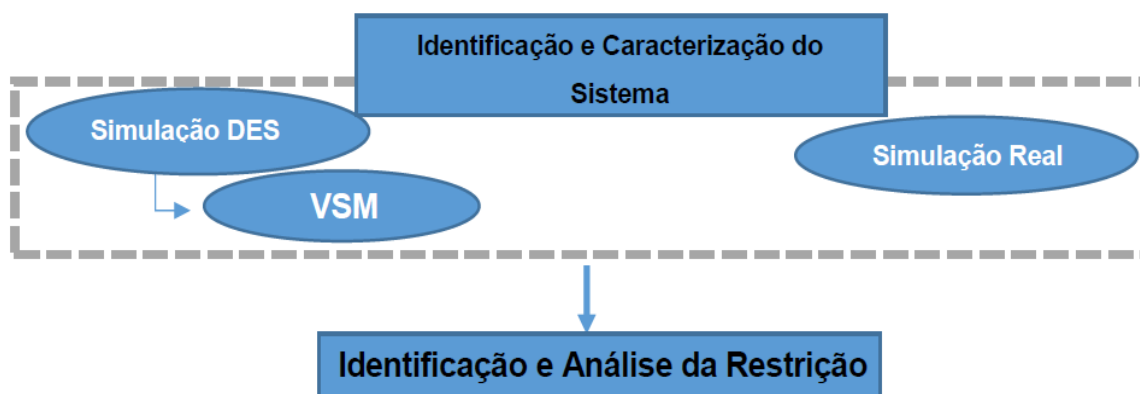 Identificação e Caracterização do
Sistema
Simulação DES
Simulação Real
VSM
Identificação e Análise da Restrição